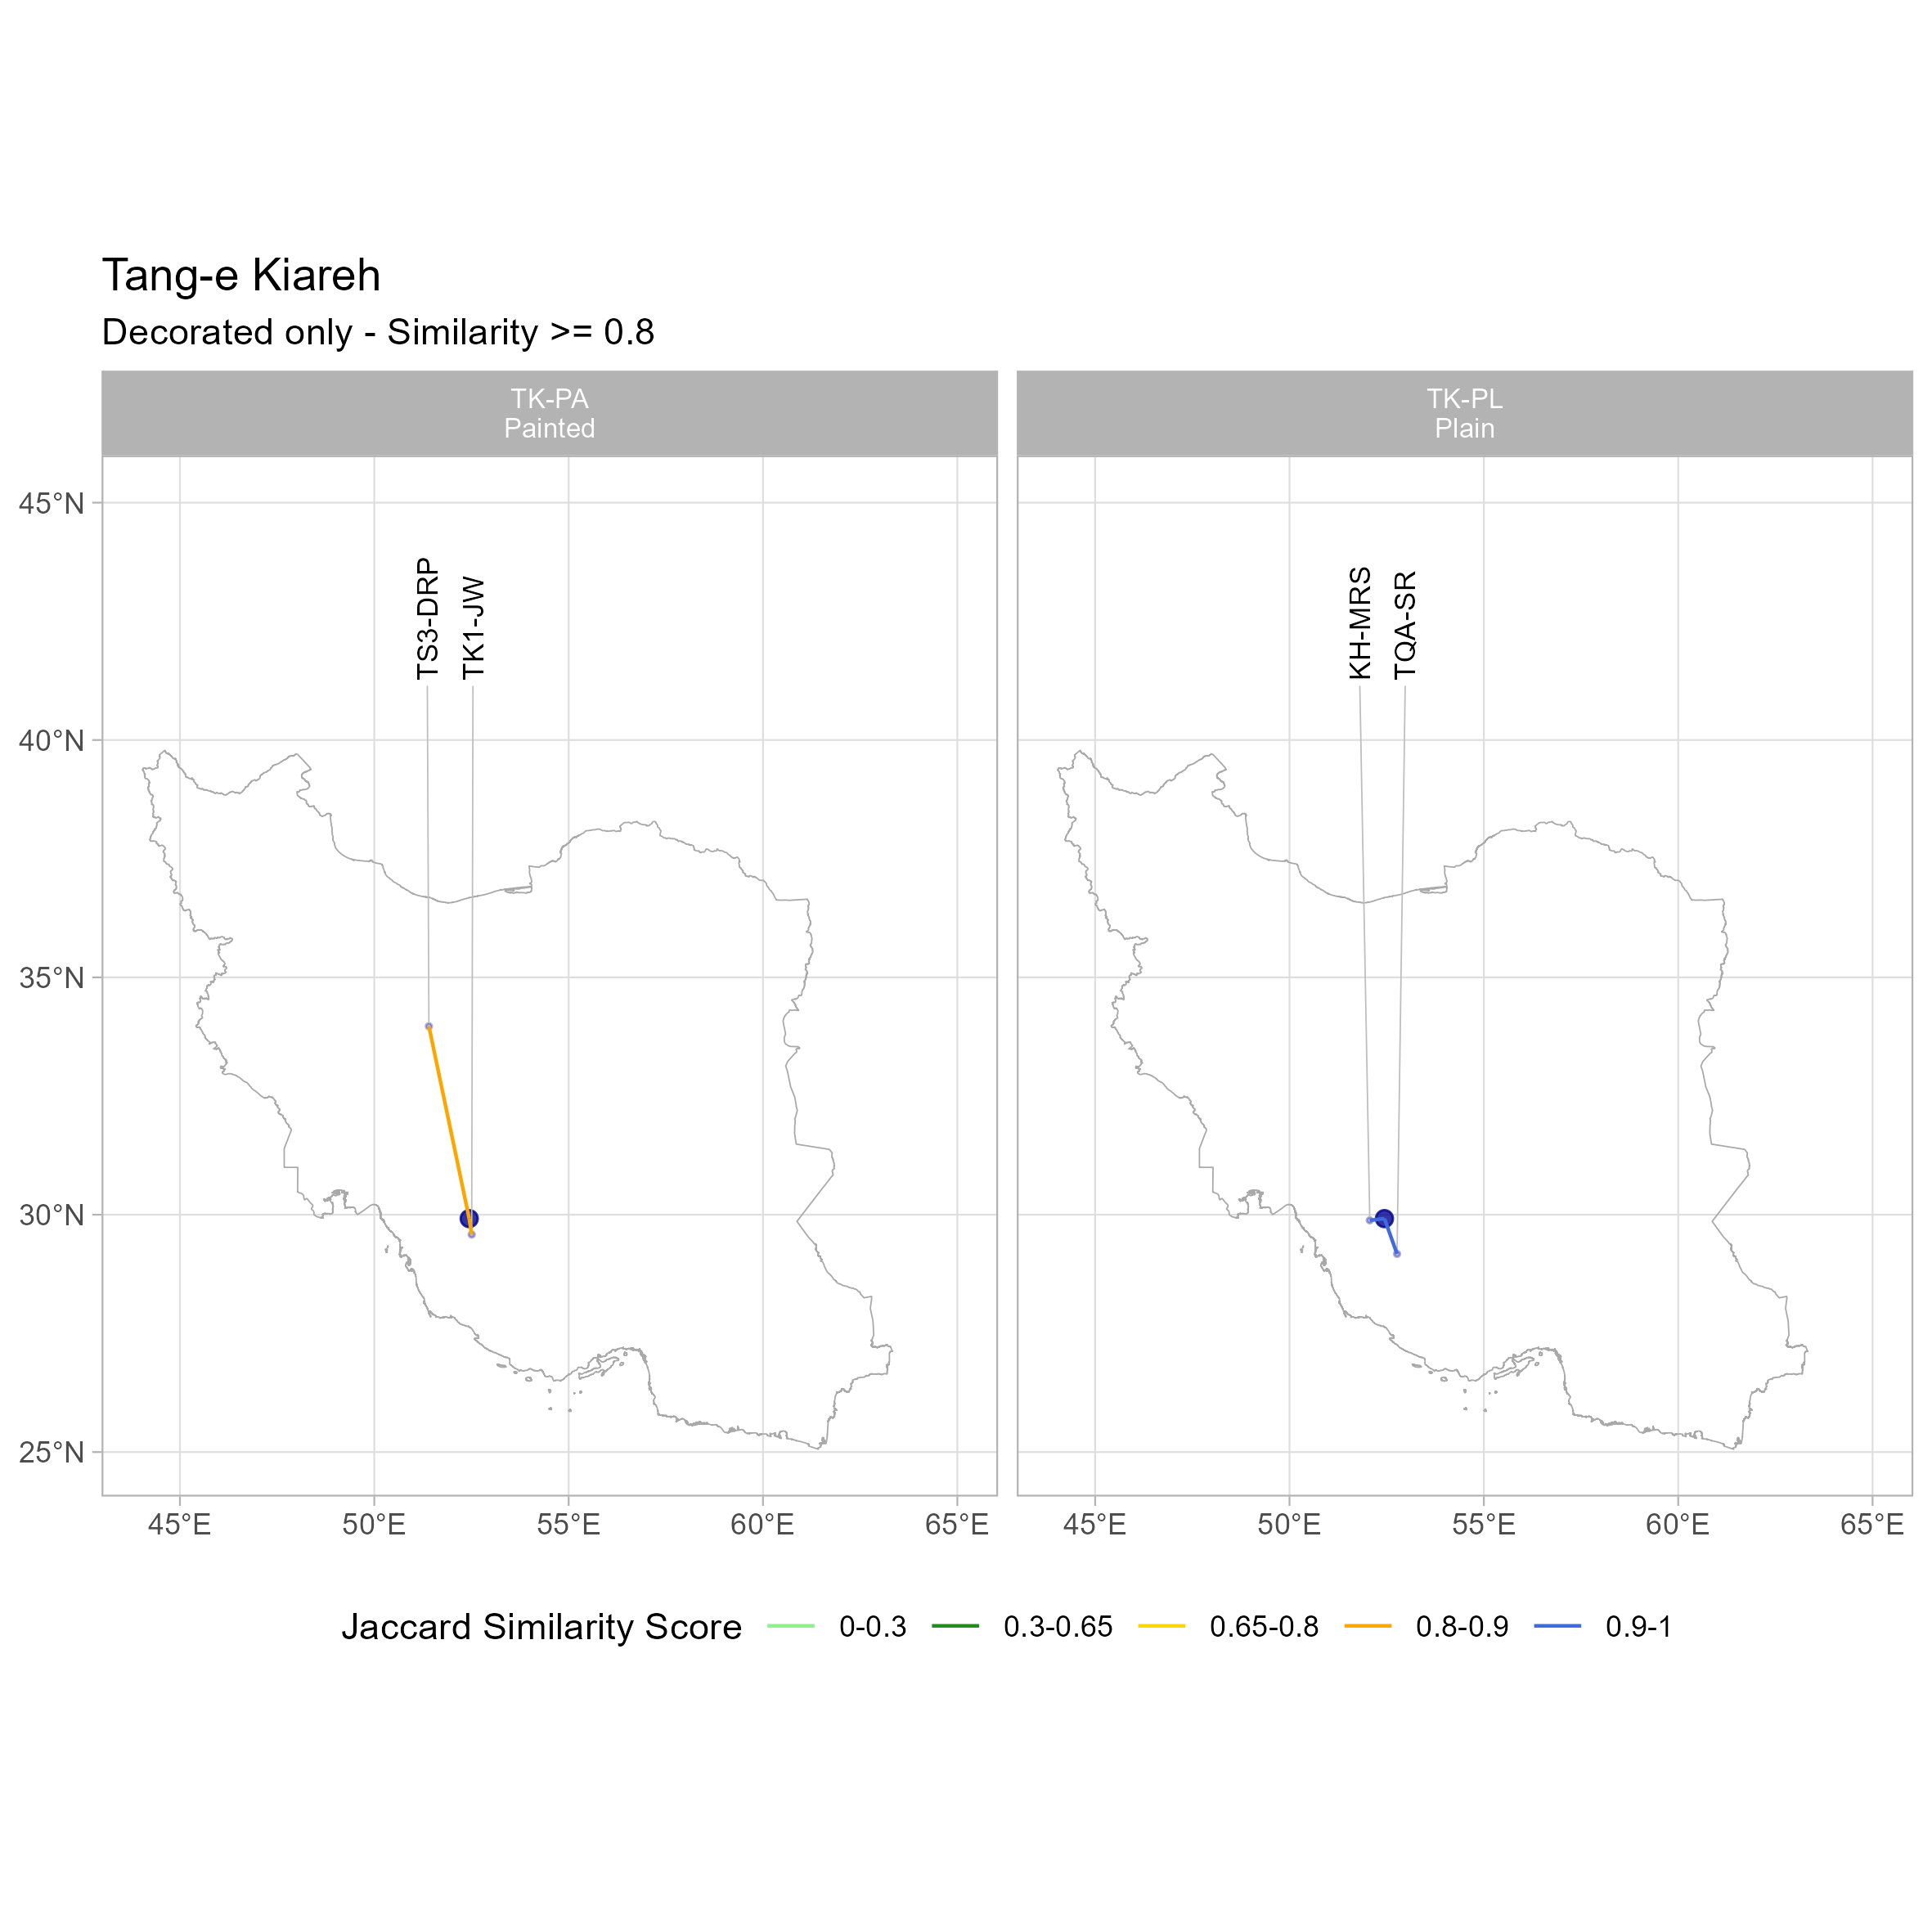 Tang-e Kiareh
Decorated only - Similarity >= 0.8
TK-PA
Painted
TK-PL
Plain
45°N
40°N
35°N
30°N
25°N
TS3-DRP
TK1-JW
KH-MRS
TQA-SR
45°E 50°E 55°E 60°E 65°E
45°E 50°E 55°E 60°E 65°E
Jaccard Similarity Score 0-0.3 0.3-0.65 0.65-0.8 0.8-0.9 0.9-1